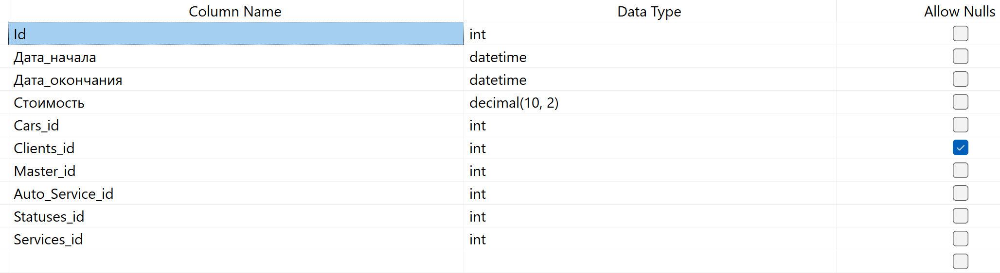 Column Name Data Type Allow Nulls
Id int
Дата_начала datetime
Дата_окончания datetime
Стоимость decimal(10, 2)
Cars_id int
Clients_id int
Master_id int
Auto_Service_id int
Statuses_id int
Services_id int